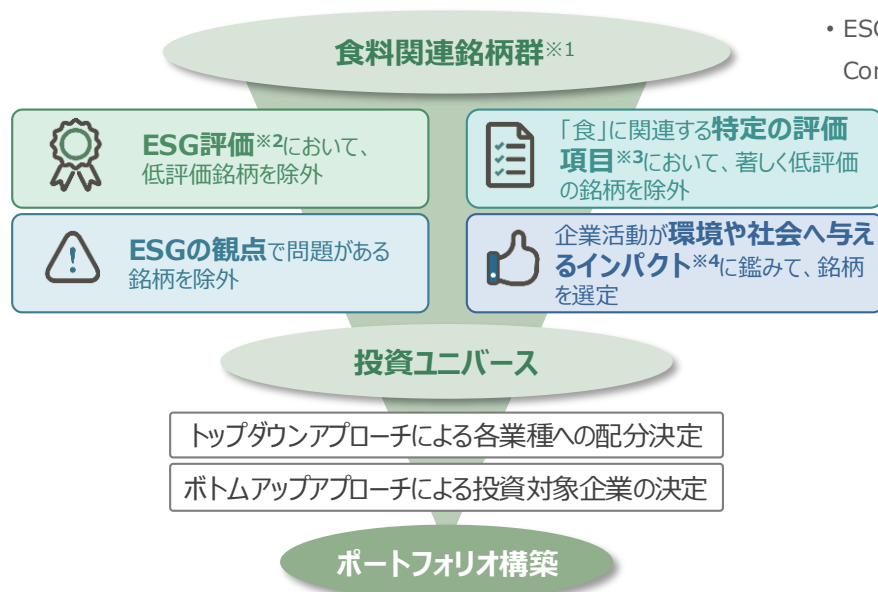 食料関連銘柄群※1
• ESG
Cor
ESG評価※2において、
低評価銘柄を除外
「食」に関連する特定の評価
項目※3において、著しく低評価
の銘柄を除外
ESGの観点で問題がある
銘柄を除外
企業活動が環境や社会へ与え
るインパクト※4に鑑みて、銘柄
を選定
投資ユニバース
トップダウンアプローチによる各業種への配分決定
ボトムアップアプローチによる投資対象企業の決定
ポートフォリオ構築